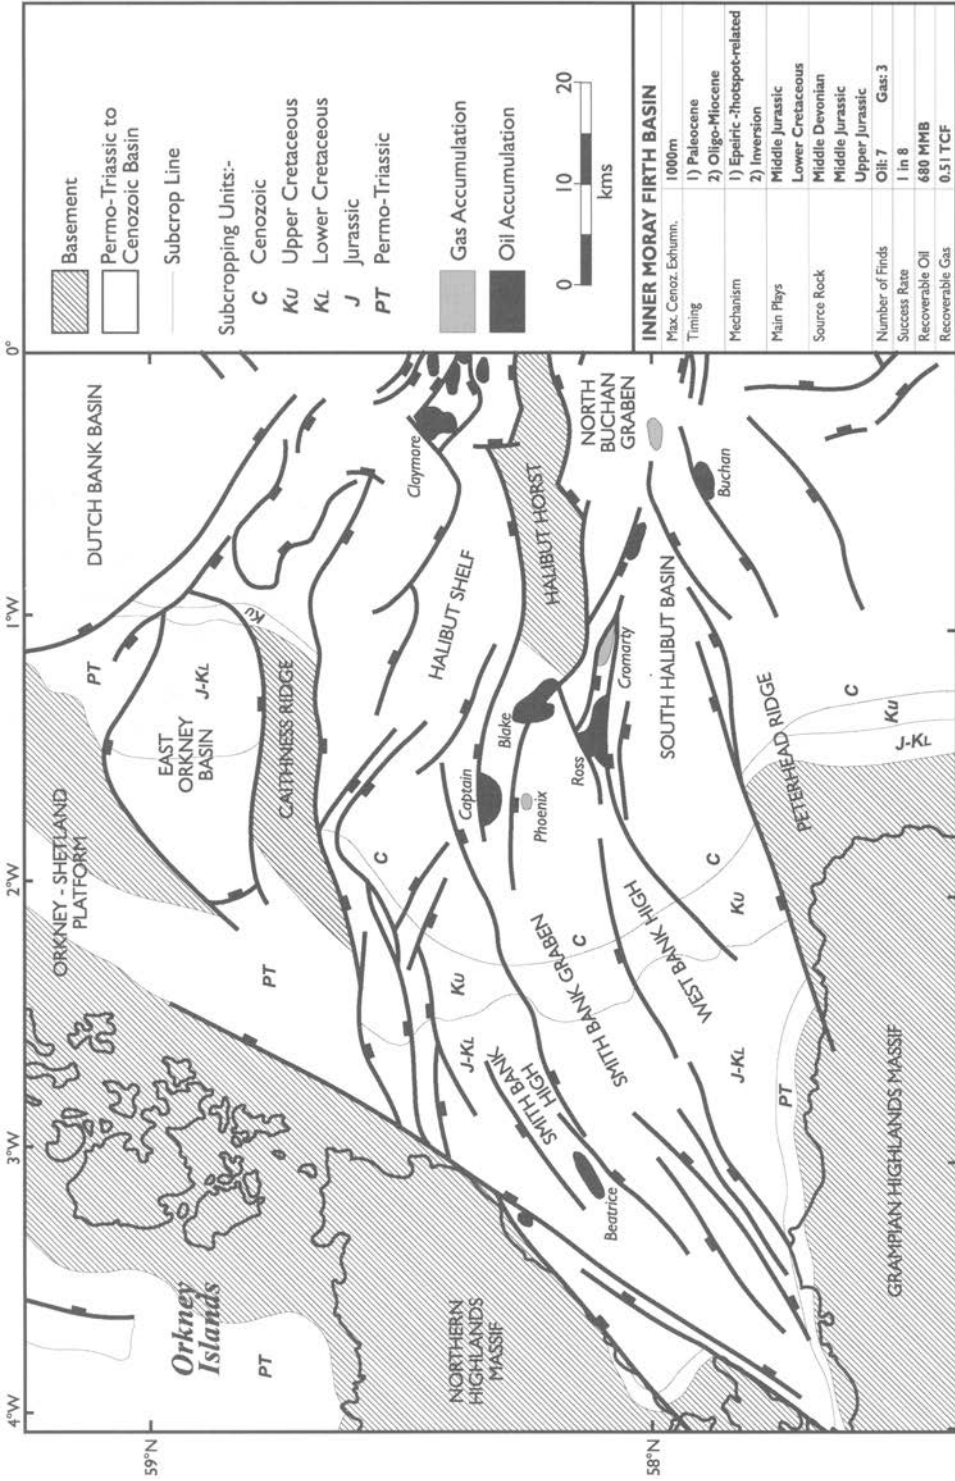 4°W
3°W
2°W
1°W
0°
59°N
58°N
Orkney
Islands
PT
ORKNEY - SHETLAND
PLATFORM
PT
PT
DUTCH BANK BASIN
EAST
ORKNEY
BASIN
J-KL
Ku
CAITHNESS RIDGE
NORTHERN
HIGHLANDS
MASSIF
C
HALIBUT SHELF
Claymore
Ku
J-KL
Captain
Blake
Phoenix
HALIBUT HORST
SMITH BANK
HIGH
SMITH BANK GRABEN
C
Ross
Cromarty
NORTH
BUCHAN
GRABEN
Beatrice
WEST BANK HIGH
SOUTH HALIBUT BASIN
Buchan
J-KL
Ku
C
PT
PETERHEAD RIDGE
C
Ku
J-KL
GRAMPIAN HIGHLANDS MASSIF
Basement
Permo-Triassic to
Cenozoic Basin
Subcrop Line
Subcropping Units:-
C Cenozoic
Ku Upper Cretaceous
KL Lower Cretaceous
J Jurassic
PT Permo-Triassic
Gas Accumulation
Oil Accumulation
0 10 20
kms
INNER MORAY FIRTH BASIN
Max. Cenoz. Exhumn. 1000m
Timing 1) Paleocene
2) Oligo-Miocene
Mechanism 1) Epeiric -?hotspot-related
2) Inversion
Main Plays Middle Jurassic
Lower Cretaceous
Source Rock Middle Devonian
Middle Jurassic
Upper Jurassic
Number of Finds Oil: 7 Gas: 3
Success Rate 1 in 8
Recoverable Oil 680 MMB
Recoverable Gas 0.51 TCF